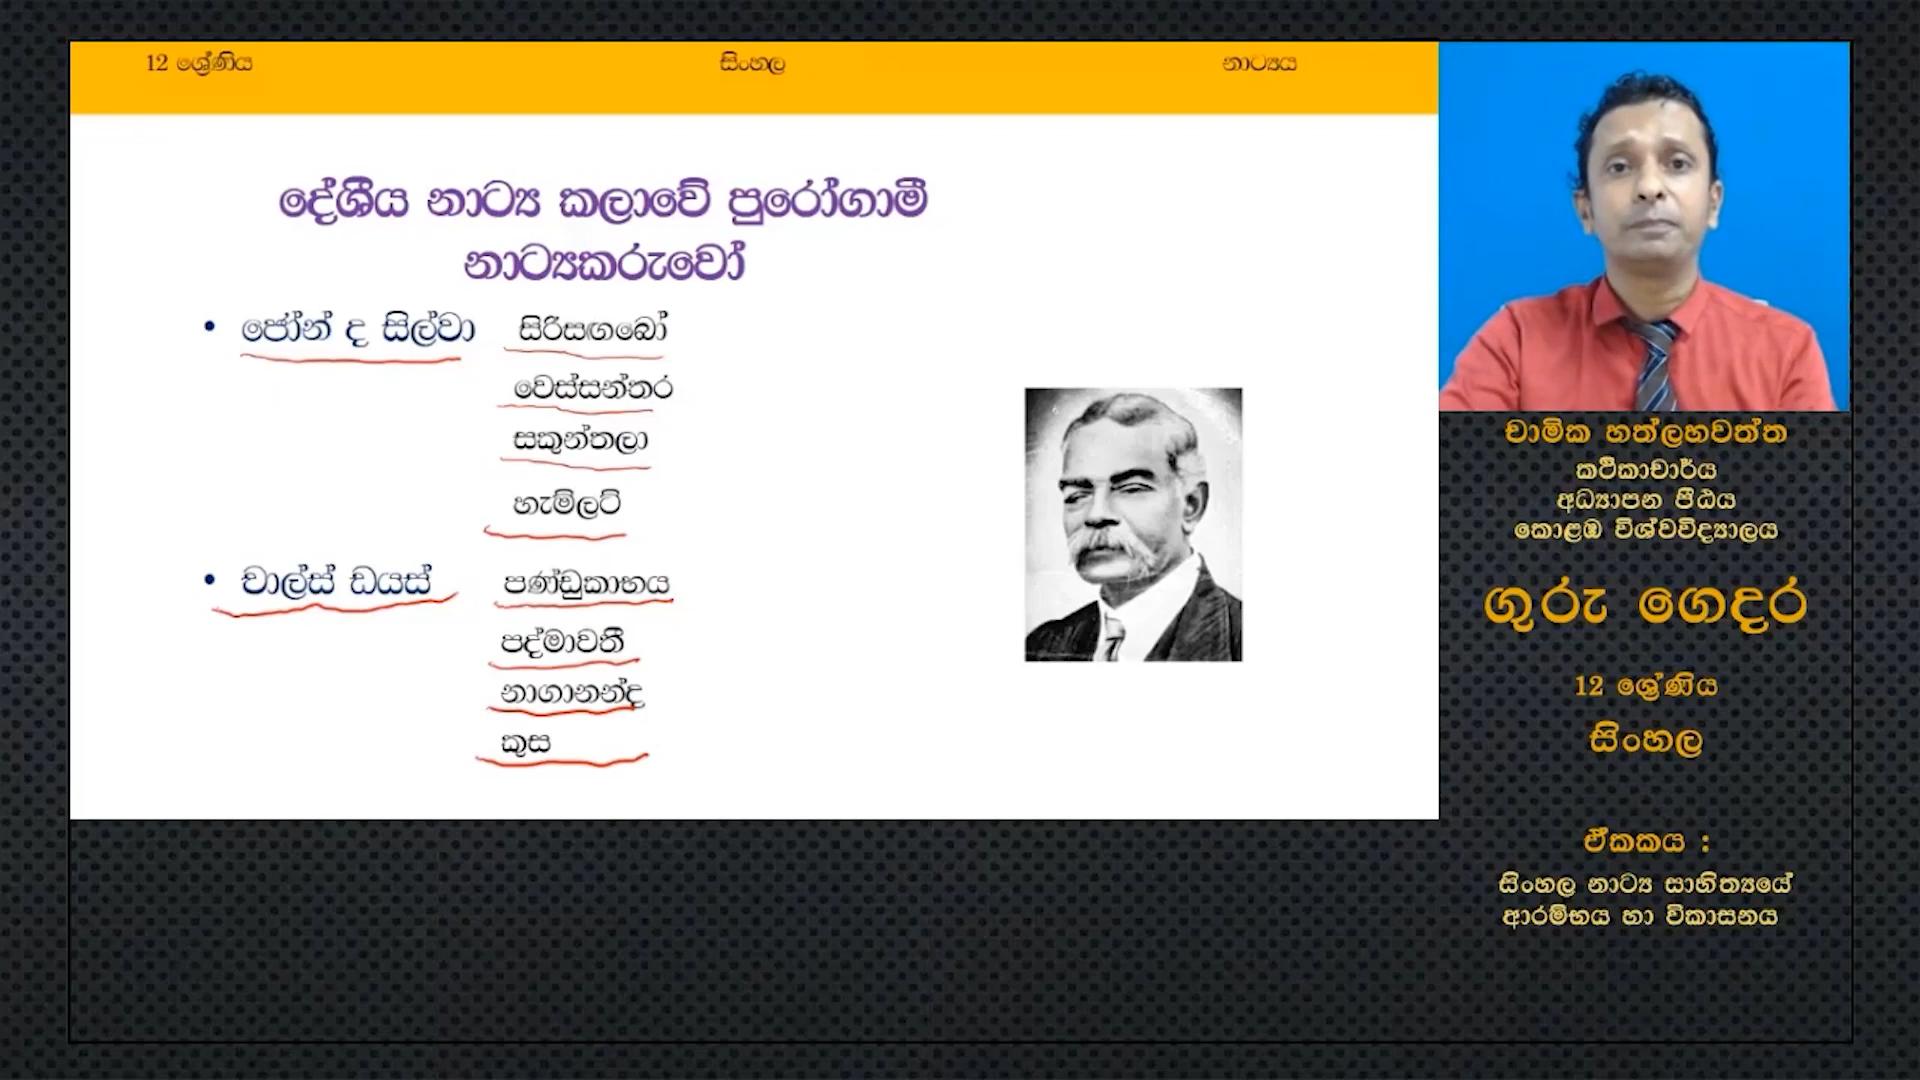 12 ශ්‍රේණිය
සිංහල
නාට්‍යය
දේශීය නාට්‍ය කලාවේ පුරෝගාමී
නාට්‍යකරුවෝ
• ජෝන් ද සිල්වා සිරිසඟබෝ
වෙස්සන්තර
සකුන්තලා
හැම්ලට්
• චාල්ස් ඩයස් පණ්ඩුකාභය
පද්මාවතී
නාගානන්ද
කුස
චාමික හත්ලහවත්ත
කථිකාචාර්ය
අධ්‍යාපන පීඨය
කොළඹ විශ්වවිද්‍යාලය
ගුරු ගෙදර
12 ශ්‍රේණිය
සිංහල
ඒකකය :
සිංහල නාට්‍ය සාහිත්‍යයේ
ආරම්භය හා විකාසනය